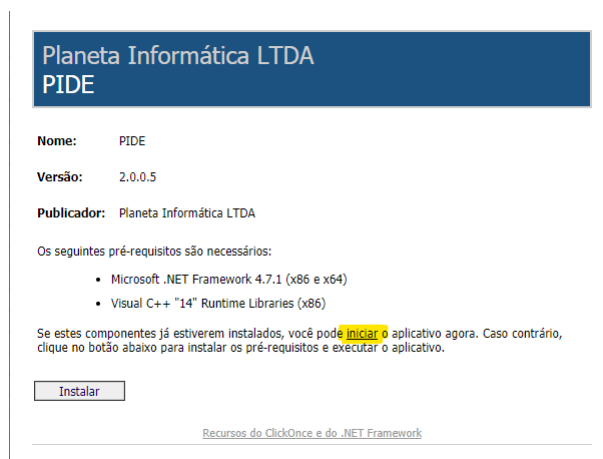 Planeta Informática LTDA
PIDE
Nome: PIDE
Versão: 2.0.0.5
Publicador: Planeta Informática LTDA
Os seguintes pré-requisitos são necessários:
• Microsoft .NET Framework 4.7.1 (x86 e x64)
• Visual C++ "14" Runtime Libraries (x86)
Se estes componentes já estiverem instalados, você pode iniciar o aplicativo agora. Caso contrário,
clique no botão abaixo para instalar os pré-requisitos e executar o aplicativo.
Instalar
Recursos do ClickOnce e do .NET Framework